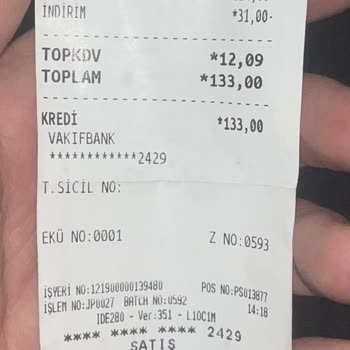 İNDİRİM *31,00-
TOPKDV *12,09
TOPLAM *133,00
KREDİ *133,00
VAKIFBANK
************2429
T.SİCİL NO:
EKÜ NO:0001 Z NO:0593
İŞYERİ NO:121900000139480 POS NO:PS013877
İŞLEM NO:JP0027 BATCH NO:0592 14:18
IDE280 - Ver:351 - L10C1M
**** **** **** 2429
SATIŞ